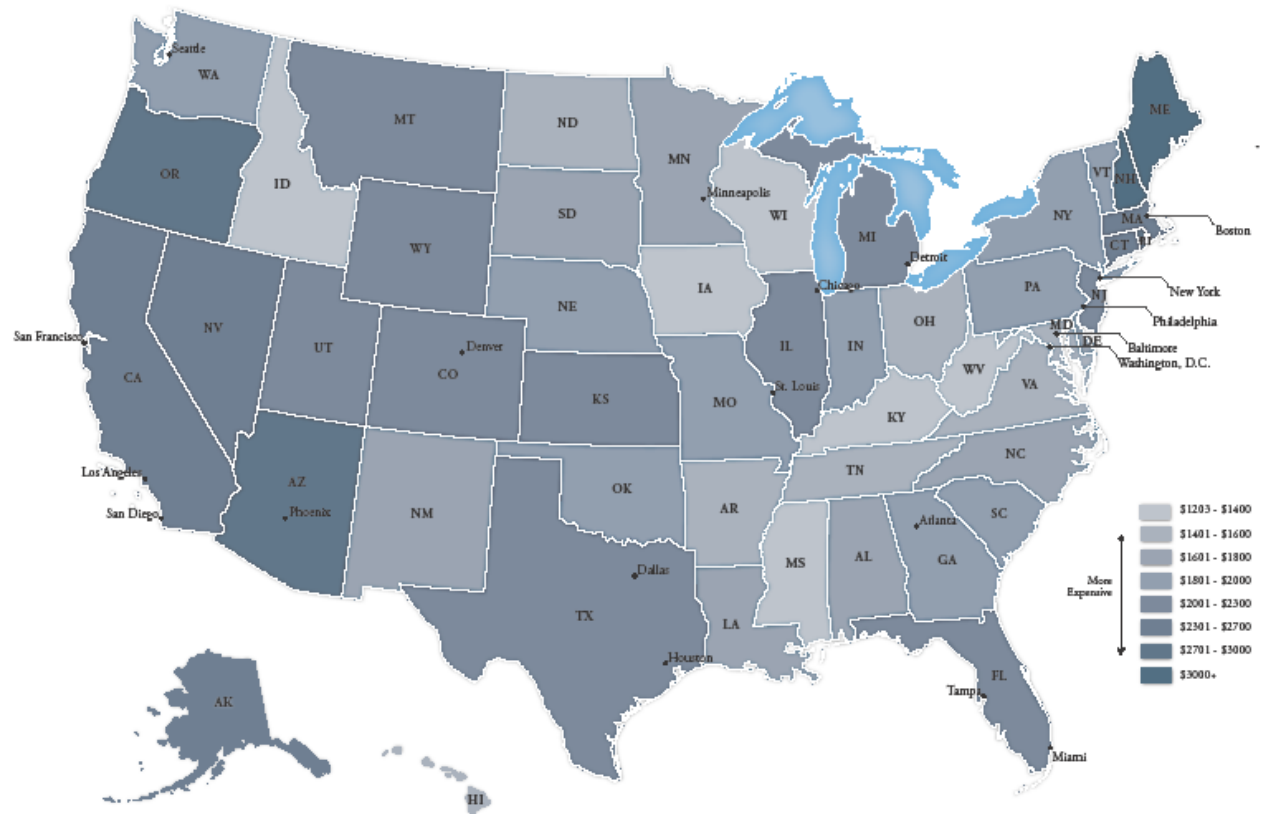 Seattle
WA
MT
ND
MN
ME
OR
ID
SD
Minneapolis
WI
VT
NH
NY
MA
Boston
WY
MI
CT
RI
Detroit
IA
Chicago
PA
NJ
New York
NE
OH
Philadelphia
San Francisco
NV
UT
Denver
CO
IL
IN
MD
DE
Baltimore
Washington, D.C.
CA
KS
St. Louis
MO
WV
VA
KY
Los Angeles
AZ
Phoenix
NM
OK
TN
NC
San Diego
AR
SC
Atlanta
MS
AL
GA
Dallas
TX
LA
Houston
FL
Tampa
Miami
AK
HI
More
Expensive
$1203 - $1400
$1401 - $1600
$1601 - $1800
$1801 - $2000
$2001 - $2300
$2301 - $2700
$2701 - $3000
$3000+